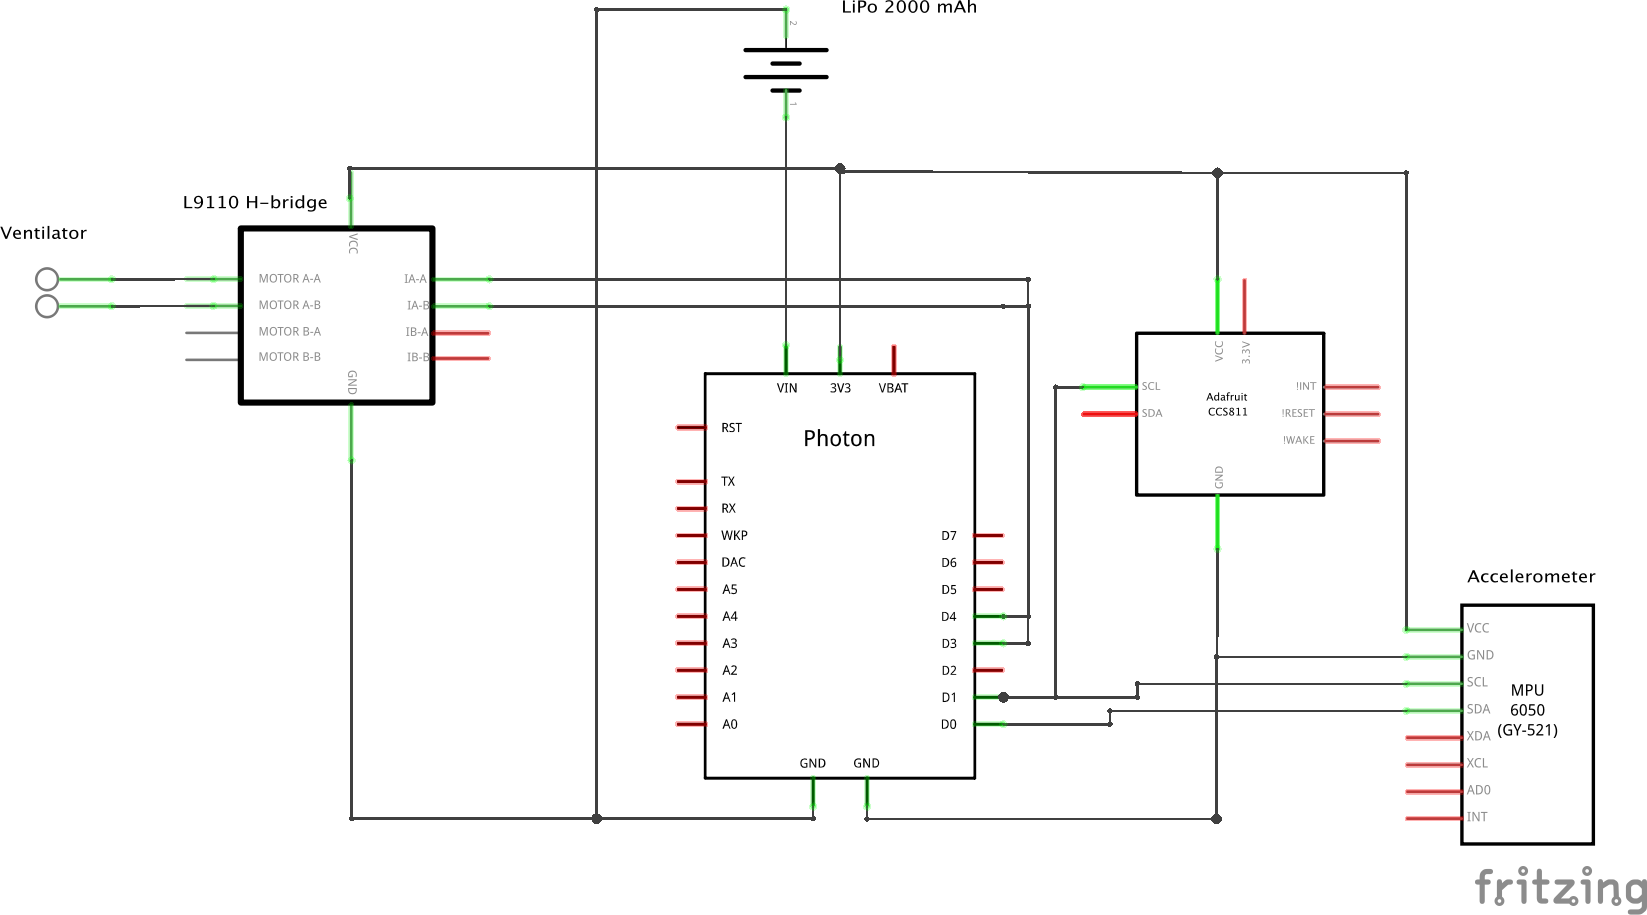 LiPo 2000 mAh
2
1
L9110 H-bridge
Ventilator
VCC
MOTOR A-A
IA-A
MOTOR A-B
IA-B
MOTOR B-A
IB-A
MOTOR B-B
IB-B
GND
VIN
3V3
VBAT
Photon
RST
TX
RX
WKP
DAC
A5
A4
A3
A2
A1
A0
D7
D6
D5
D4
D3
D2
D1
D0
GND
GND
VCC
3.3V
SCL
SDA
Adafruit
CCS811
!INT
!RESET
!WAKE
GND
Accelerometer
VCC
GND
SCL
SDA
XDA
XCL
AD0
INT
MPU
6050
(GY-521)
fritzing